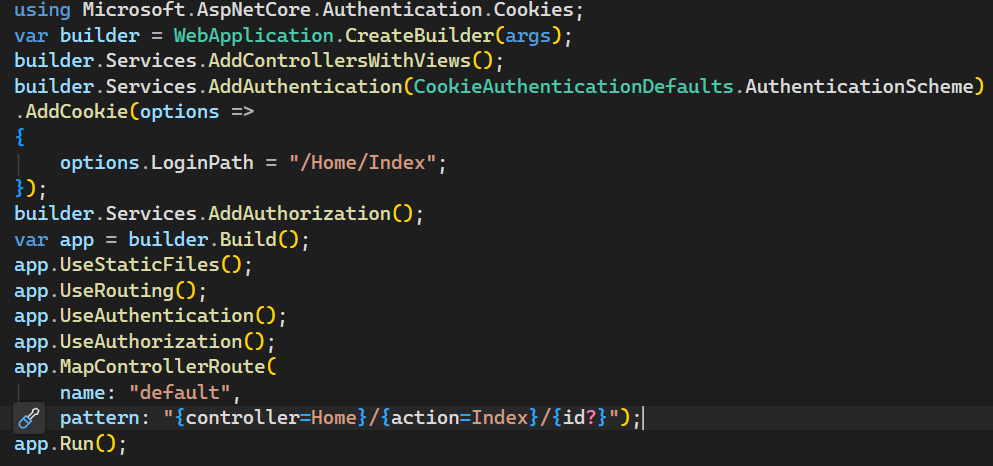 using Microsoft.AspNetCore.Authentication.Cookies;
var builder = WebApplication.CreateBuilder(args);
builder.Services.AddControllersWithViews();
builder.Services.AddAuthentication(CookieAuthenticationDefaults.AuthenticationScheme)
.AddCookie(options =>
{
    options.LoginPath = "/Home/Index";
});
builder.Services.AddAuthorization();
var app = builder.Build();
app.UseStaticFiles();
app.UseRouting();
app.UseAuthentication();
app.UseAuthorization();
app.MapControllerRoute(
    name: "default",
    pattern: "{controller=Home}/{action=Index}/{id?}");
app.Run();